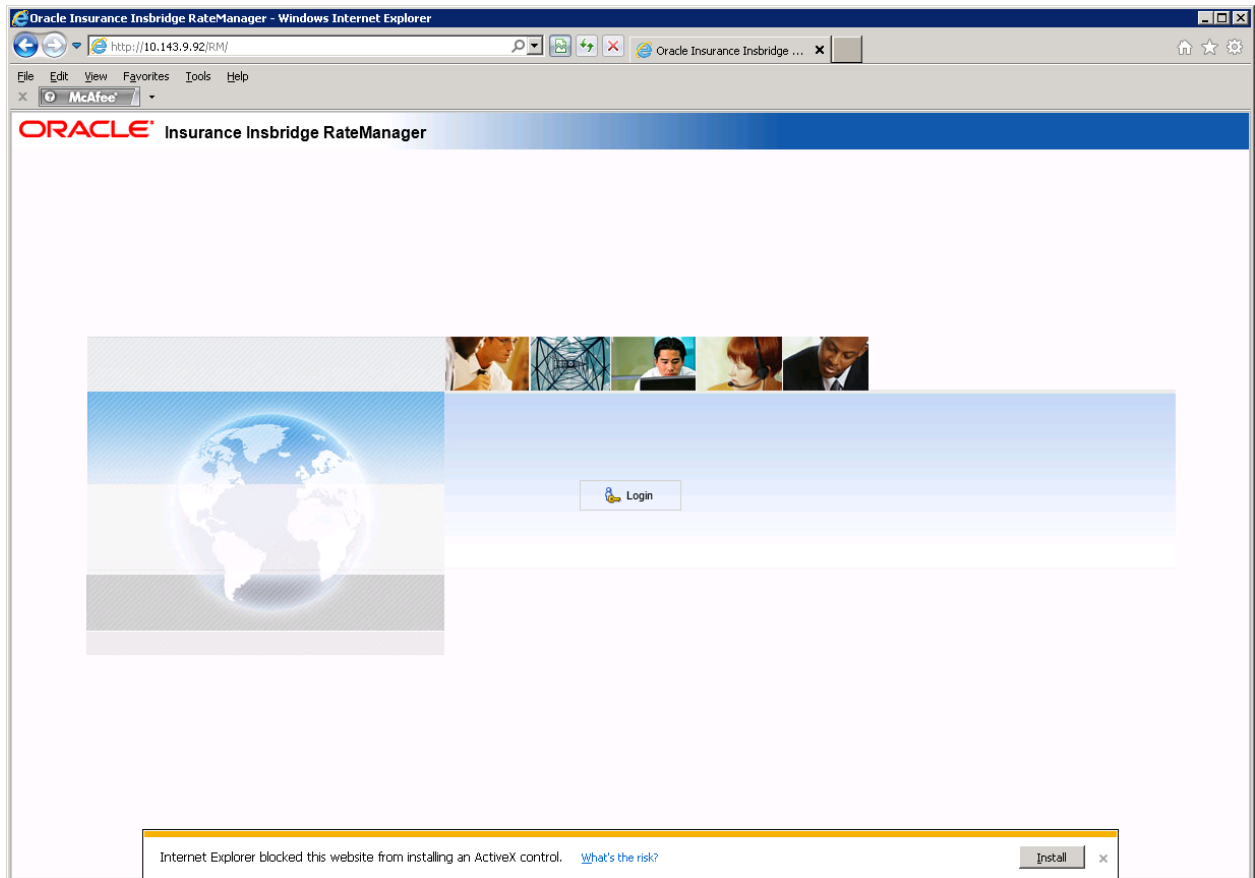 Oracle Insurance Insbridge RateManager - Windows Internet Explorer
http://10.143.9.92/RM/
Oracle Insurance Insbridge ...
File Edit View Favorites Tools Help
McAfee
ORACLE Insurance Insbridge RateManager
Login
Internet Explorer blocked this website from installing an ActiveX control. What's the risk? Install